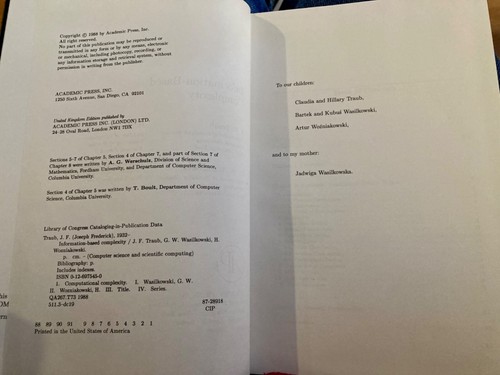 Copyright © 1988 by Academic Press, Inc.
All rights reserved.
No part of this publication may be reproduced or
transmitted in any form or by any means, electronic
or mechanical, including photocopy, recording, or
any information storage and retrieval system, without
permission in writing from the publisher.
ACADEMIC PRESS, INC.
1250 Sixth Avenue, San Diego, CA 92101
United Kingdom Edition published by
ACADEMIC PRESS INC. (LONDON) LTD.
24-28 Oval Road, London NW1 7DX
Sections 3-7 of Chapter 5, Section 4 of Chapter 7, and part of Section 7 of
Chapter 6 were written by A. G. Werschulz, Division of Science and
Mathematics, Fordham University, and Department of Computer Science,
Columbia University.
Section 4 of Chapter 5 was written by T. Boult, Department of Computer
Science, Columbia University.
Library of Congress Cataloging-in-Publication Data
Traub, J. F. (Joseph Frederick), 1932-
Information-based complexity / J. F. Traub, G. W. Wasilkowski, H.
Woźniakowski.
p. cm. - (Computer science and scientific computing)
Bibliography: p.
Includes indexes.
ISBN 0-12-697545-0
1. Computational complexity. I. Wasilkowski, G. W.
II. Woźniakowski, H. III. Title. IV. Series.
QA267.T73 1988
511.3-dc19 87-28918
CIP
88 89 90 91 9 8 7 6 5 4 3 2 1
Printed in the United States of America
To our children:
Claudia and Hillary Traub,
Bartek and Kubuś Wasilkowski,
Artur Woźniakowski,
and to my mother:
Jadwiga Wasilkowska.